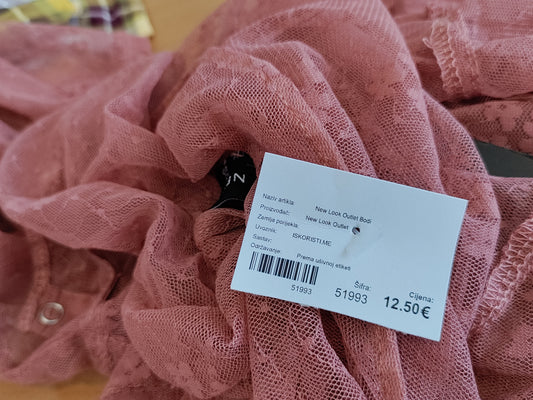 Naziv artikla: New Look Outlet Bodi
Proizvođač: New Look Outlet
Zemlja porijekla:
Uvoznik: ISKORISTI.ME
Sastav:
Održavanje: Prema ušivnoj etiketi
51993
Šifra:
51993
Cijena:
12.50€